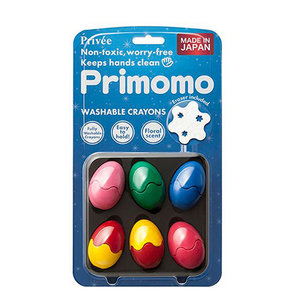 Privée
Non-toxic, worry-free
Keeps hands clean
MADE IN
JAPAN
Primomo
Eraser included
WASHABLE CRAYONS
Fully
Washable
Crayons
Easy
to hold!
Floral
scent